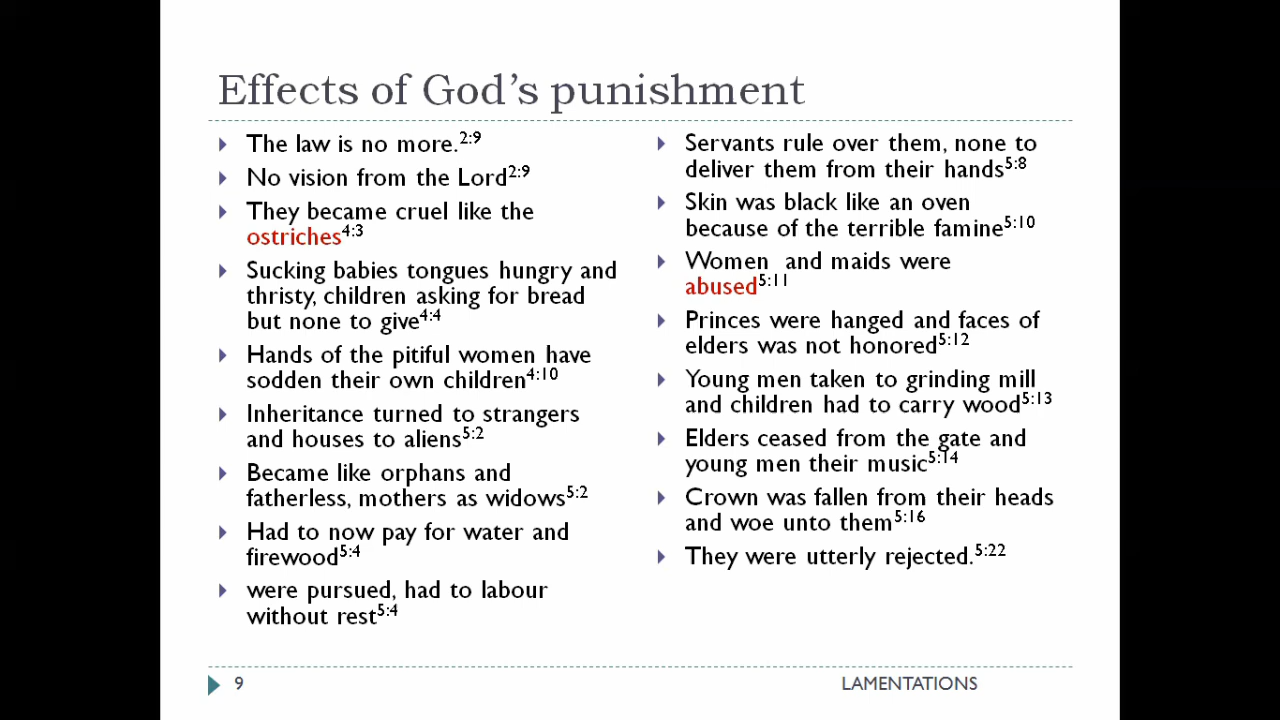 Effects of God's punishment
The law is no more.2:9
No vision from the Lord2:9
They became cruel like the
ostriches4:3
Sucking babies tongues hungry and
thristy, children asking for bread
but none to give4:4
Hands of the pitiful women have
sodden their own children4:10
Inheritance turned to strangers
and houses to aliens5:2
Became like orphans and
fatherless, mothers as widows5:2
Had to now pay for water and
firewood5:4
were pursued, had to labour
without rest5:4
Servants rule over them, none to
deliver them from their hands5:8
Skin was black like an oven
because of the terrible famine5:10
Women and maids were
abused5:11
Princes were hanged and faces of
elders was not honored5:12
Young men taken to grinding mill
and children had to carry wood5:13
Elders ceased from the gate and
young men their music5:14
Crown was fallen from their heads
and woe unto them5:16
They were utterly rejected.5:22
9
LAMENTATIONS